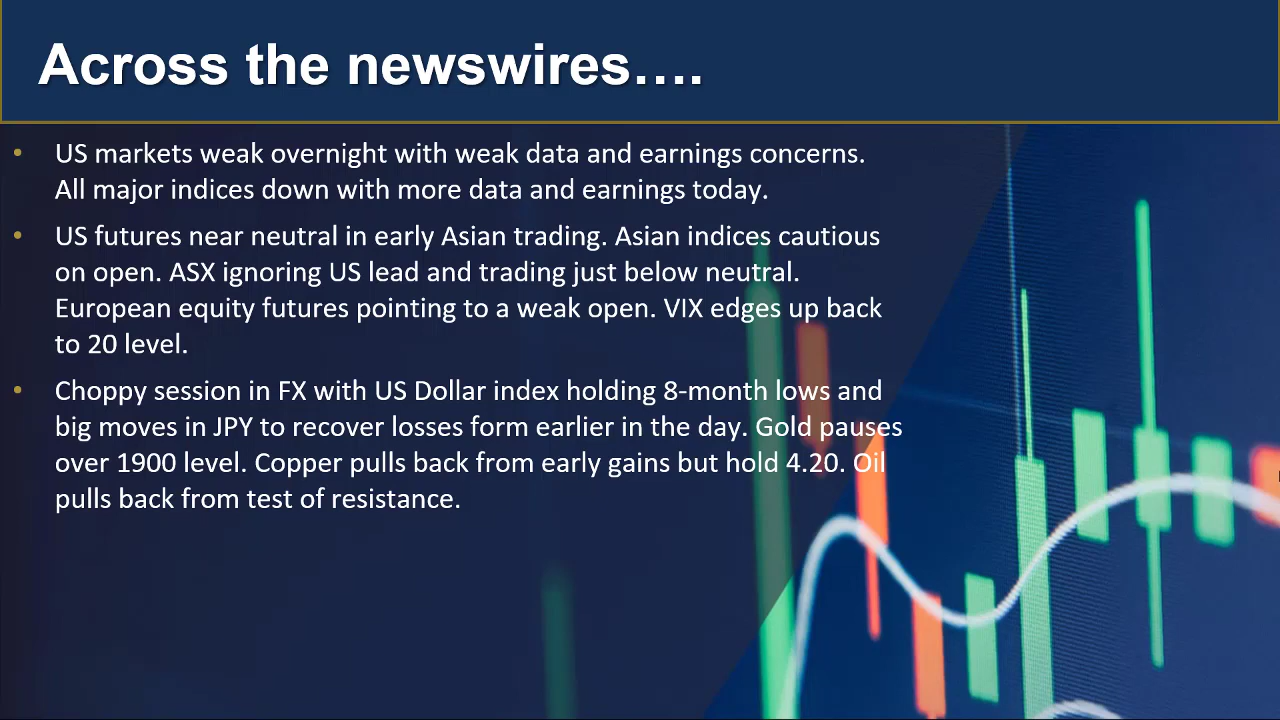 Across the newswires....
• US markets weak overnight with weak data and earnings concerns.
All major indices down with more data and earnings today.
• US futures near neutral in early Asian trading. Asian indices cautious
on open. ASX ignoring US lead and trading just below neutral.
European equity futures pointing to a weak open. VIX edges up back
to 20 level.
• Choppy session in FX with US Dollar index holding 8-month lows and
big moves in JPY to recover losses form earlier in the day. Gold pauses
over 1900 level. Copper pulls back from early gains but hold 4.20. Oil
pulls back from test of resistance.